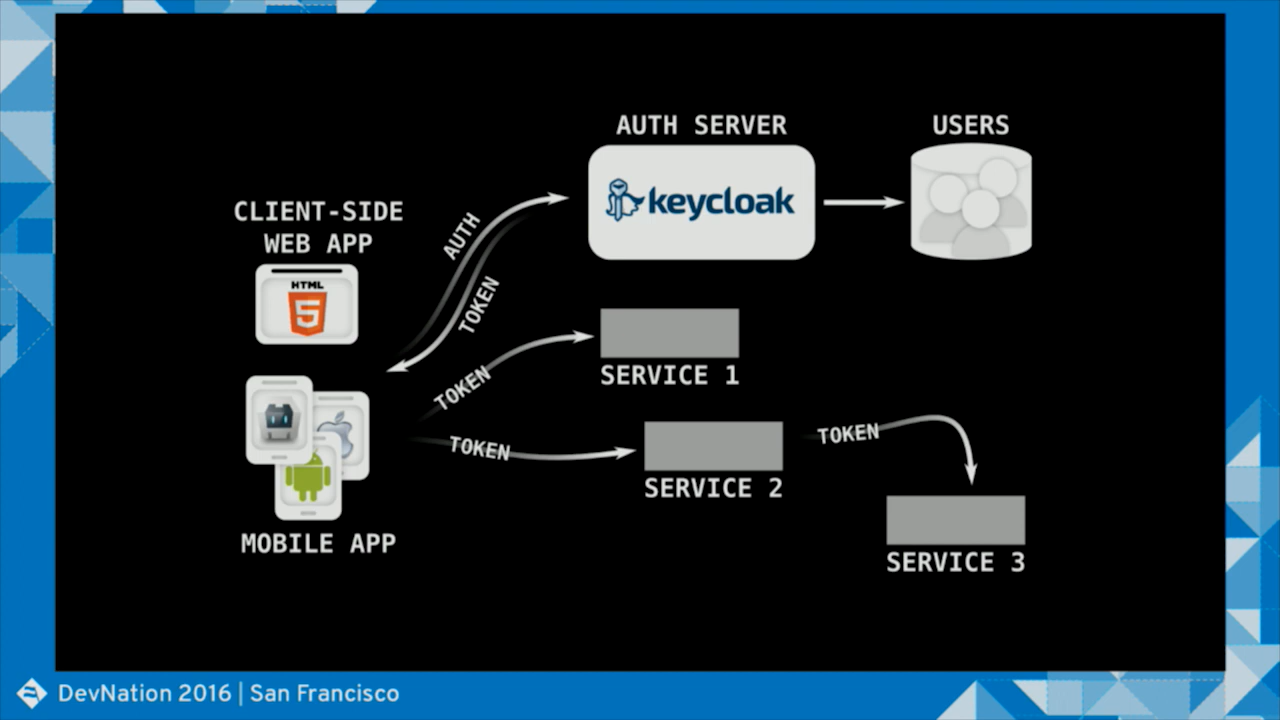 AUTH SERVER
USERS
keycloak
CLIENT-SIDE
WEB APP
AUTH
TOKEN
HTML
5
TOKEN
SERVICE 1
TOKEN
SERVICE 2
TOKEN
SERVICE 3
MOBILE APP
DevNation 2016 | San Francisco